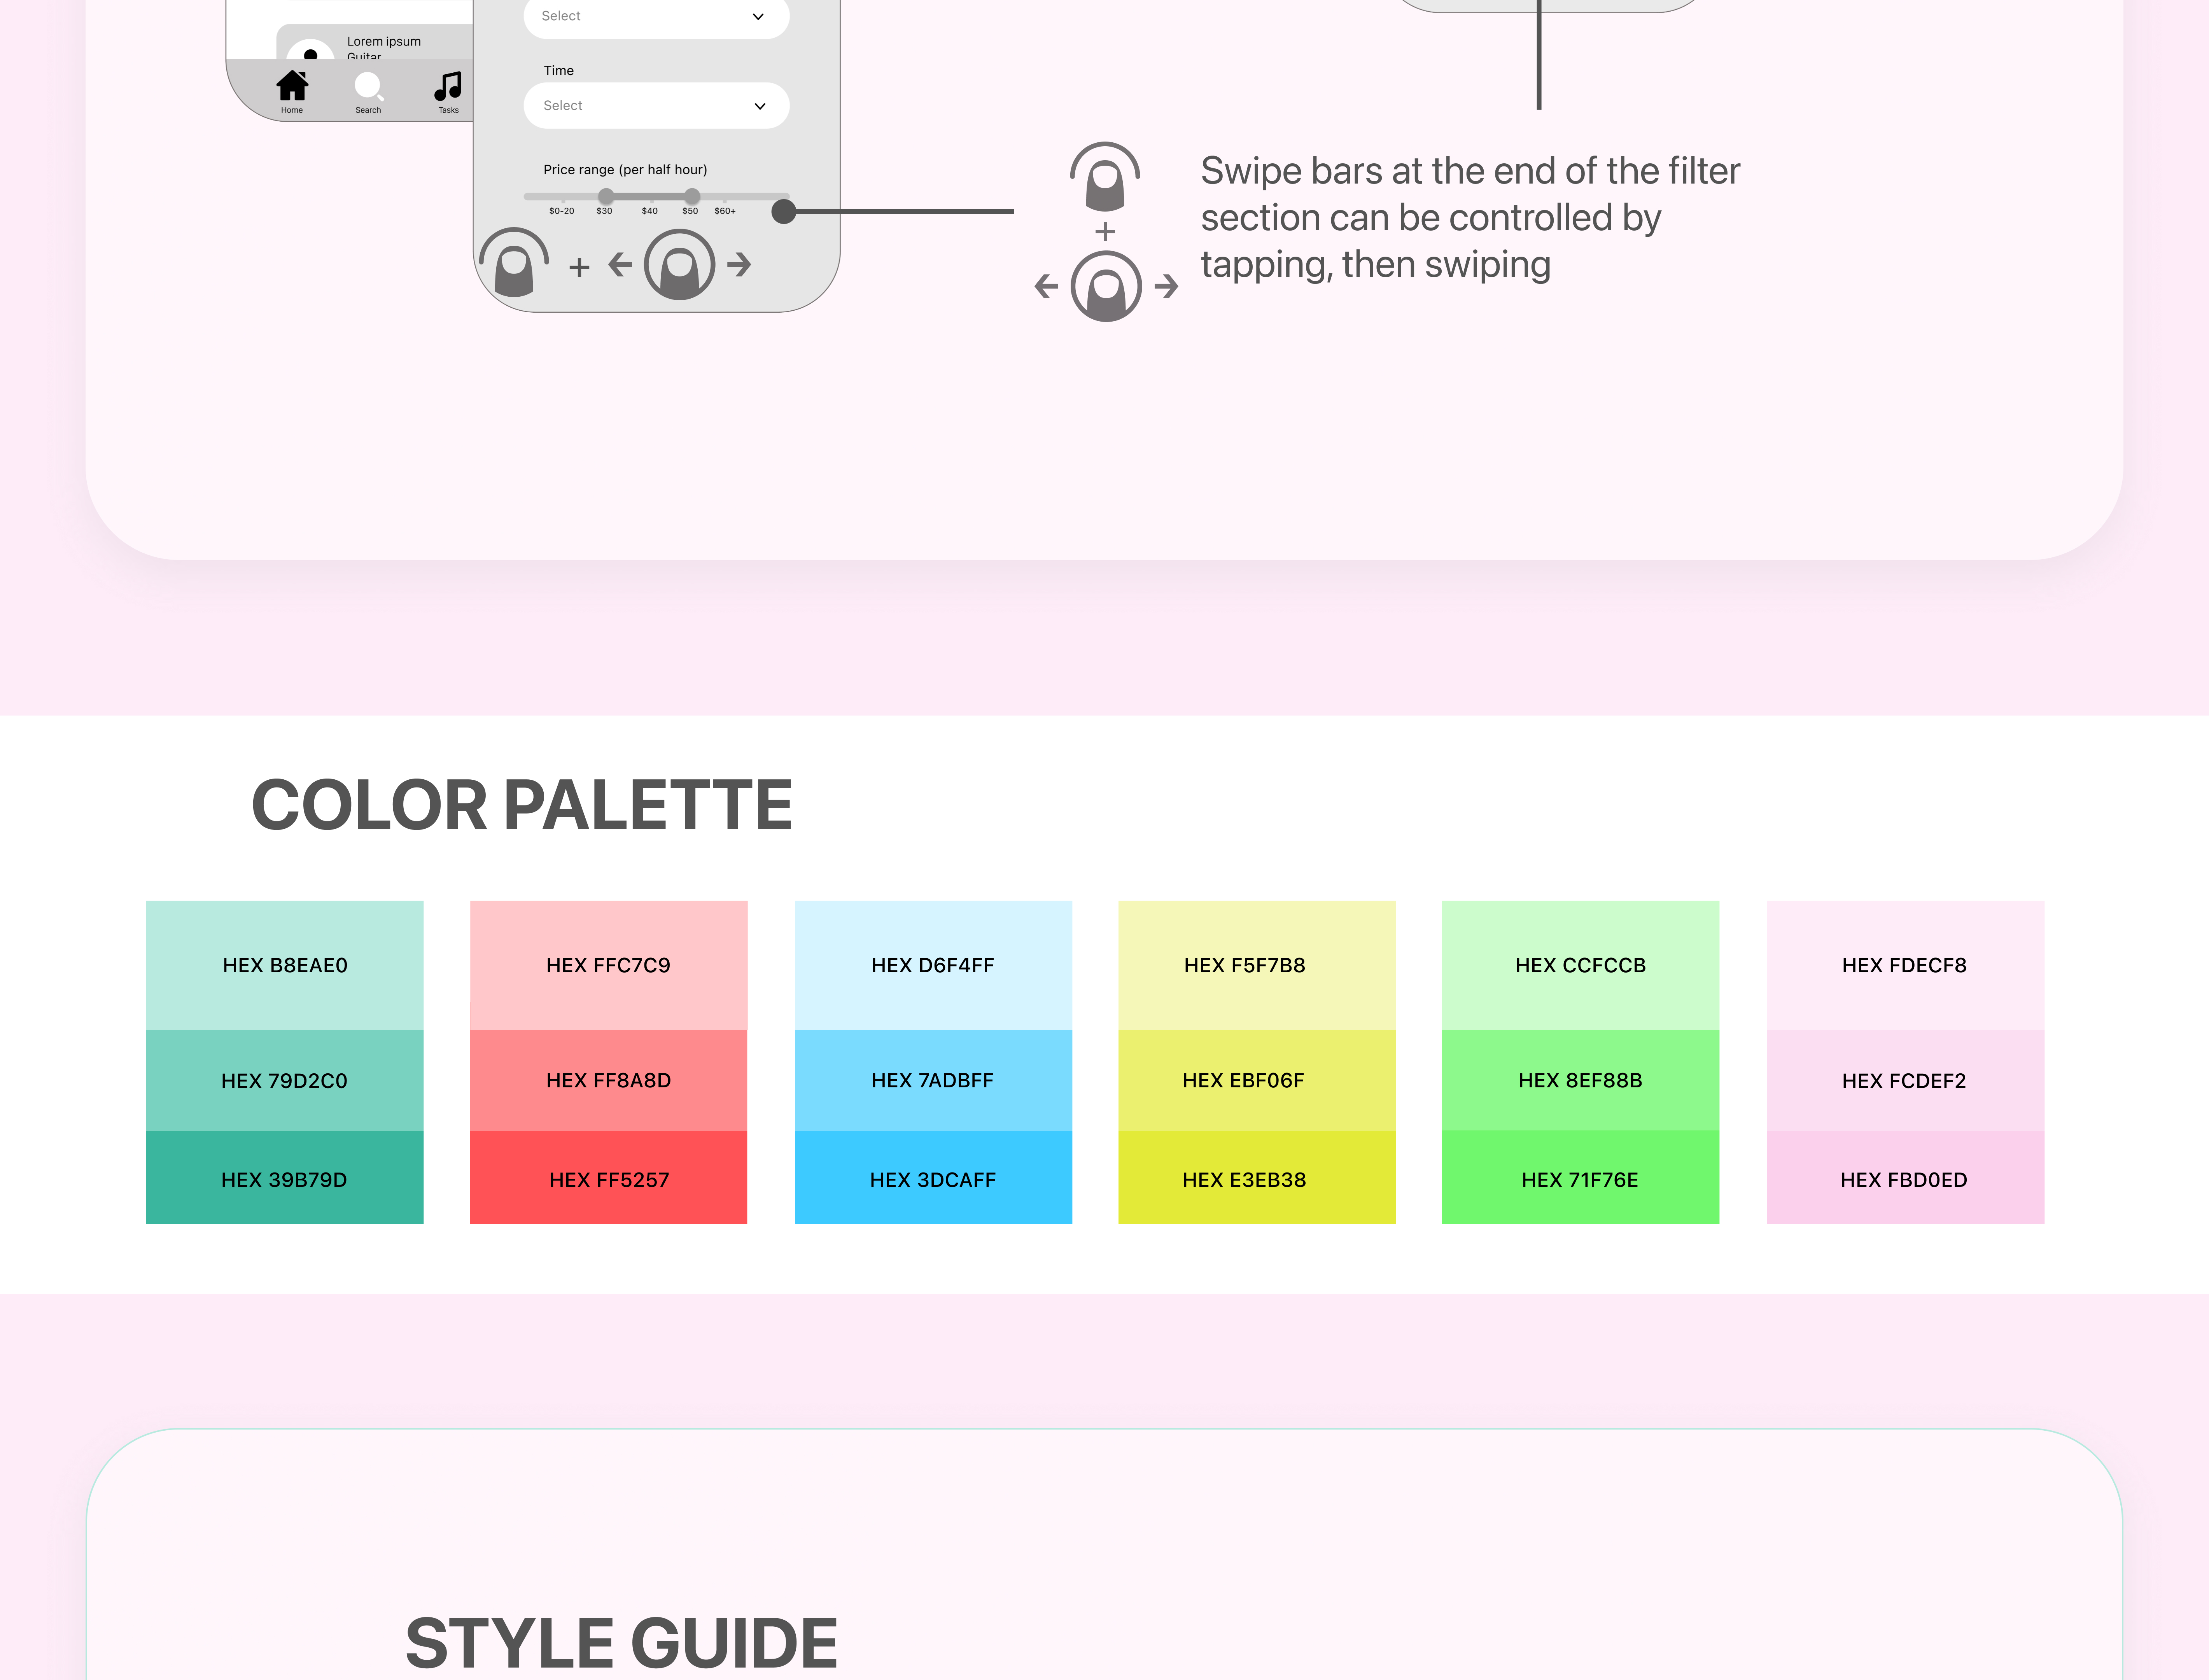 Select
Lorem ipsum
Guitar
Home
Search
Tasks
Time
Select
Price range (per half hour)
$0-20
$30
$40
$50
$60+
+
+
Swipe bars at the end of the filter
section can be controlled by
tapping, then swiping
COLOR PALETTE
HEX B8EAE0
HEX FFC7C9
HEX D6F4FF
HEX F5F7B8
HEX CCFCCB
HEX FDECF8
HEX 79D2C0
HEX FF8A8D
HEX 7ADBFF
HEX EBF06F
HEX 8EF88B
HEX FCDEF2
HEX 39B79D
HEX FF5257
HEX 3DCAFF
HEX E3EB38
HEX 71F76E
HEX FBD0ED
STYLE GUIDE